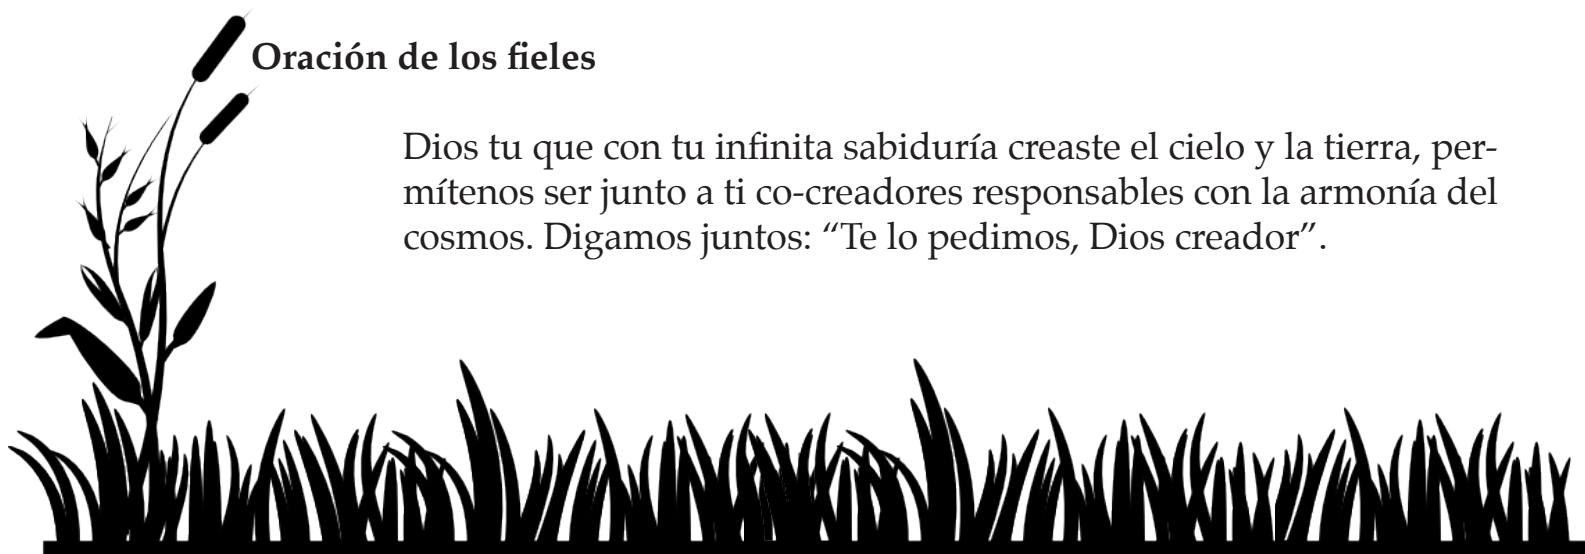 Oración de los fieles
Dios tu que con tu infinita sabiduría creaste el cielo y la tierra, per-
mítenos ser junto a ti co-creadores responsables con la armonía del
cosmos. Digamos juntos: “Te lo pedimos, Dios creador”.